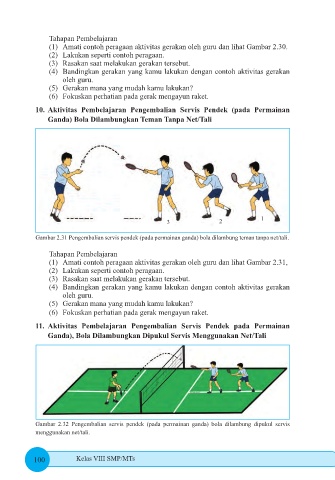 Tahapan Pembelajaran
(1) Amati contoh peragaan aktivitas gerakan oleh guru dan lihat Gambar 2.30.
(2) Lakukan seperti contoh peragaan.
(3) Rasakan saat melakukan gerakan tersebut.
(4) Bandingkan gerakan yang kamu lakukan dengan contoh aktivitas gerakan
oleh guru.
(5) Gerakan mana yang mudah kamu lakukan?
(6) Fokuskan perhatian pada gerak mengayun raket.
10. Aktivitas Pembelajaran Pengembalian Servis Pendek (pada Permainan
Ganda) Bola Dilambungkan Teman Tanpa Net/Tali
3 2 1
Gambar 2.31 Pengembalian servis pendek (pada permainan ganda) bola dilambung teman tanpa net/tali.
Tahapan Pembelajaran
(1) Amati contoh peragaan aktivitas gerakan oleh guru dan lihat Gambar 2.31,
(2) Lakukan seperti contoh peragaan.
(3) Rasakan saat melakukan gerakan tersebut.
(4) Bandingkan gerakan yang kamu lakukan dengan contoh aktivitas gerakan
oleh guru.
(5) Gerakan mana yang mudah kamu lakukan?
(6) Fokuskan perhatian pada gerak mengayun raket.
11. Aktivitas Pembelajaran Pengembalian Servis Pendek pada Permainan
Ganda), Bola Dilambungkan Dipukul Servis Menggunakan Net/Tali
Gambar 2.32 Pengembalian servis pendek (pada permainan ganda) bola dilambung dipukul servis
menggunakan net/tali.
100 Kelas VIII SMP/MTs